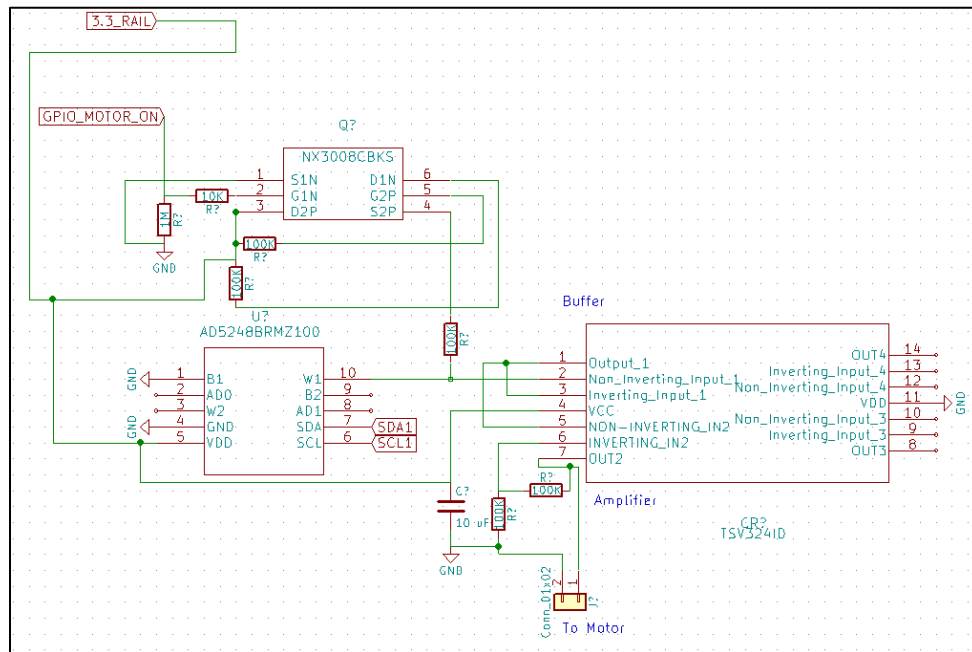 3.3_RAIL
GPIO_MOTOR_ON
Q?
NX3008CBKS
1 S1N D1N 6
2 G1N G2P 5
3 D2P S2P 4
10K
R?
1M
R?
GND
100K
R?
100K
R?
U?
AD5248BRMZ100
GND 1 B1 W1 10
2 AD0 B2 9
3 W2 AD1 8
GND 4 GND SDA 7 SDA1
5 VDD SCL 6 SCL1
100K
R?
Buffer
1 Output_1 OUT4 14
2 Non_Inverting_Input_1 Inverting_Input_4 13
3 Inverting_Input_1 Non_Inverting_Input_4 12
4 VCC VDD 11 GND
5 NON-INVERTING_IN2 Non_Inverting_Input_3 10
6 INVERTING_IN2 Inverting_Input_3 9
7 OUT2 OUT3 8
R?
100K
Amplifier
C?
10 uF
100K
R?
GND
CR?
TSV324ID
Conn_01x02
2 1
J?
To Motor